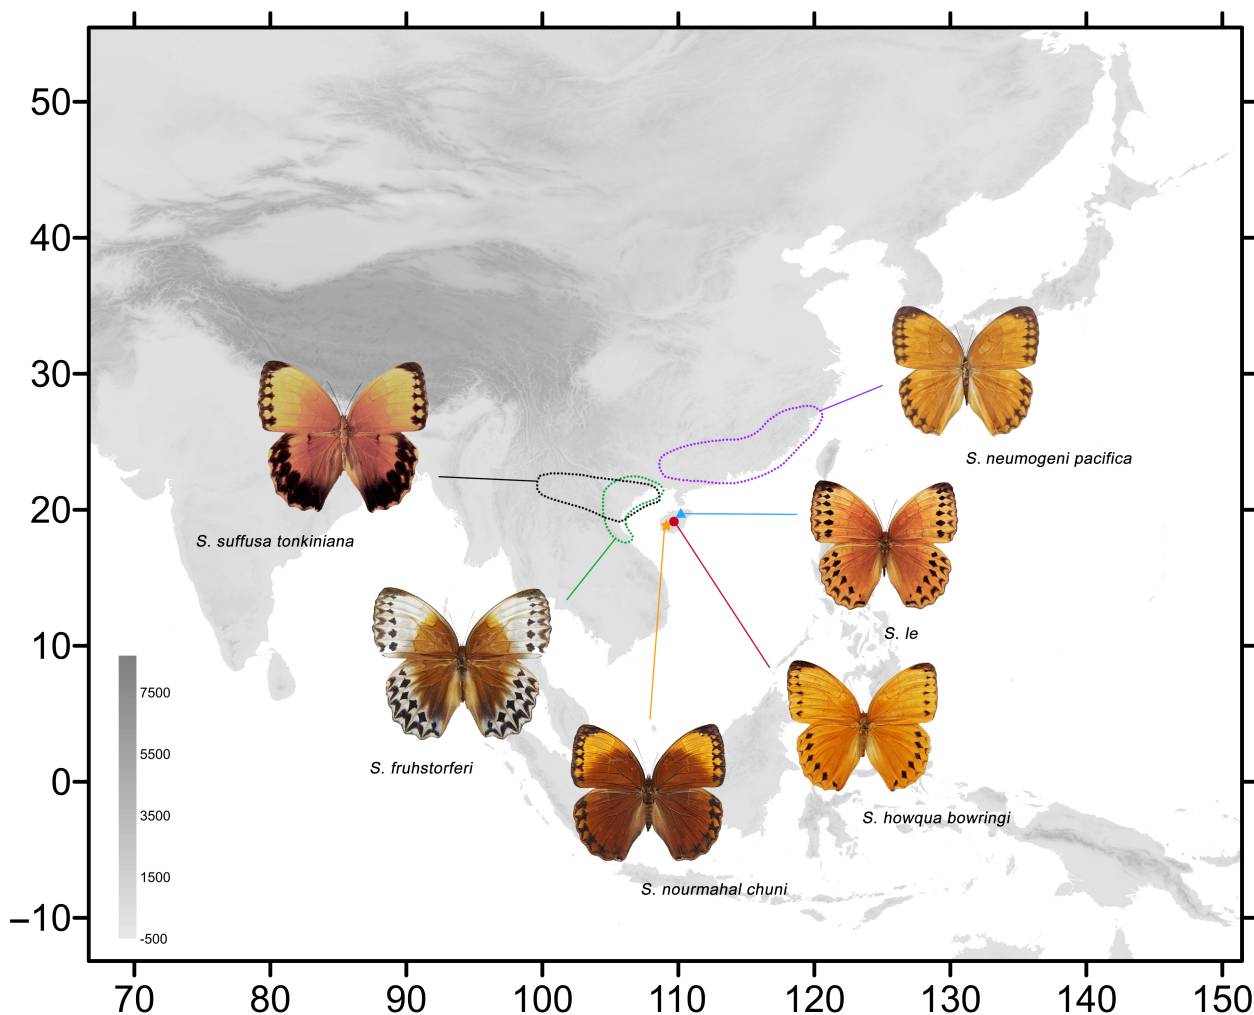 50
40
30
20
10
0
–10
S. neumogeni pacifica
S. suffusa tonkiniana
S. le
S. fruhstorferi
S. howqua bowringi
S. nourmahal chuni
7500
5500
3500
1500
-500
70 80 90 100 110 120 130 140 150